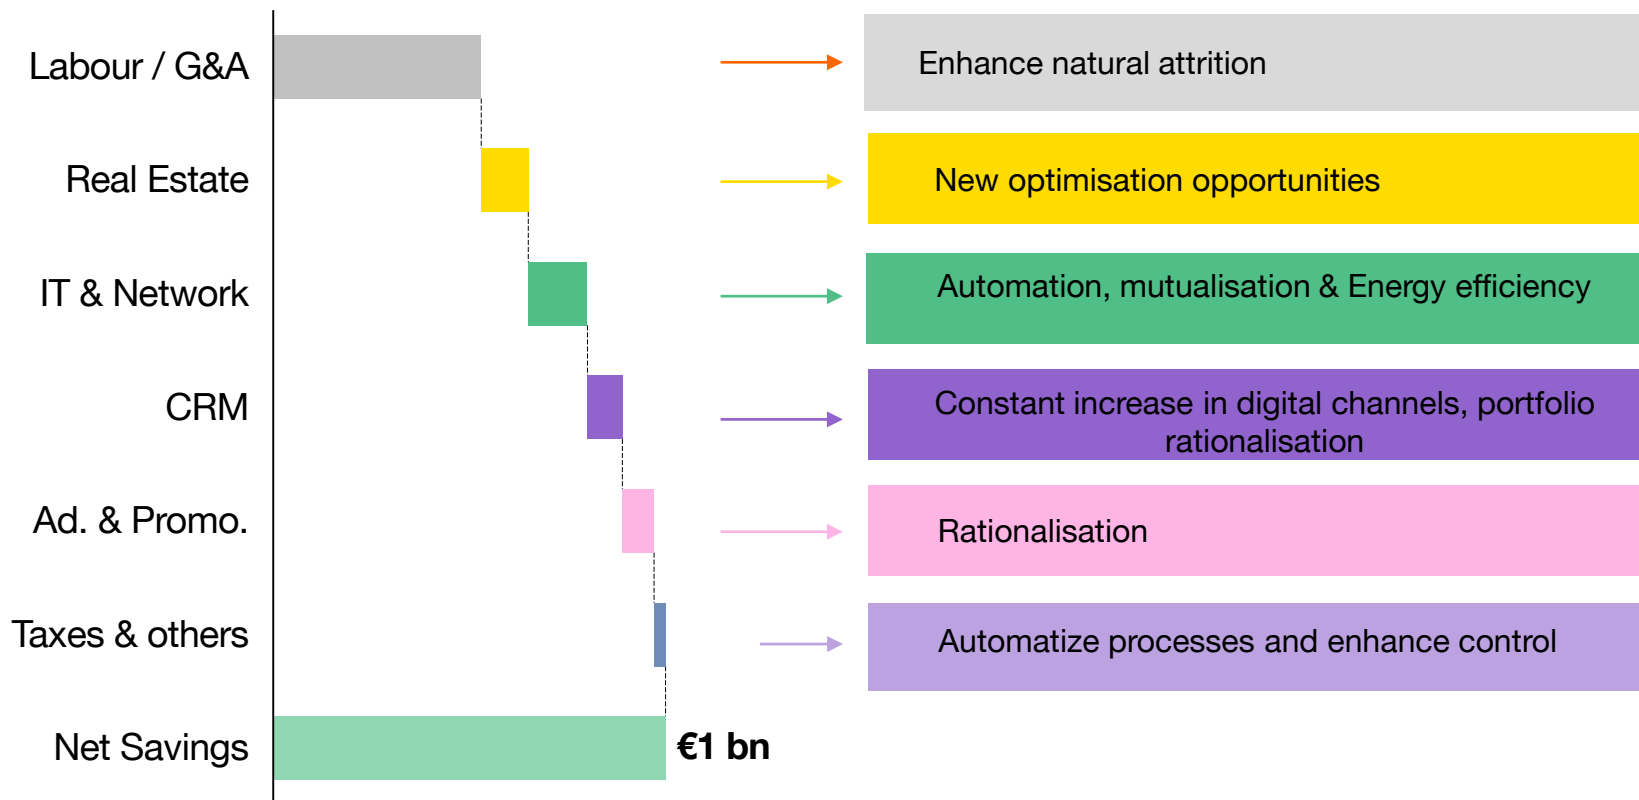 Labour / G&A
Enhance natural attrition
Real Estate
New optimisation opportunities
IT & Network
Automation, mutualisation & Energy efficiency
CRM
Constant increase in digital channels, portfolio
rationalisation
Ad. & Promo.
Rationalisation
Taxes & others
Automatize processes and enhance control
Net Savings
€1 bn